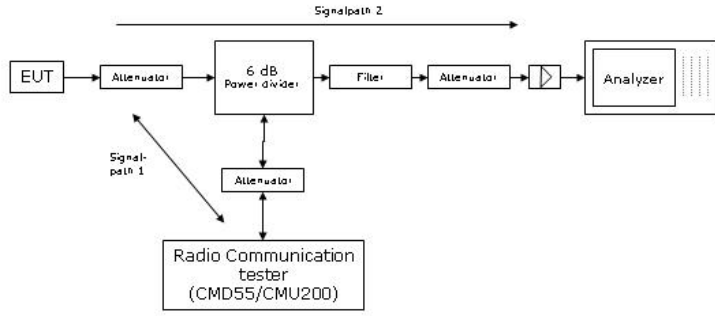 Signalpath 2
EUT
Attenuator
6 dB
Power divider
Filter
Attenuator
Analyzer
Signal-
path 1
Attenuator
Radio Communication
tester
(CMD55/CMU200)